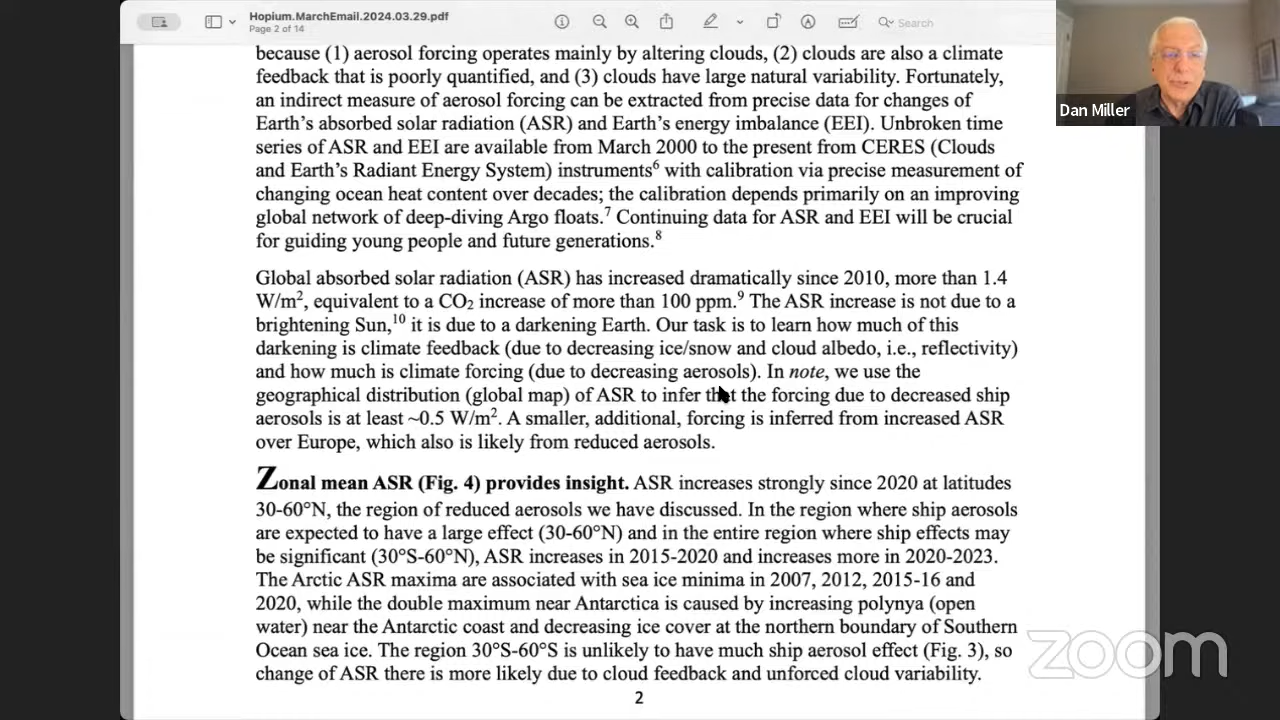 Hopium.MarchEmail.2024.03.29.pdf
Page 2 of 14
Search
because (1) aerosol forcing operates mainly by altering clouds, (2) clouds are also a climate
feedback that is poorly quantified, and (3) clouds have large natural variability. Fortunately,
an indirect measure of aerosol forcing can be extracted from precise data for changes of
Earth's absorbed solar radiation (ASR) and Earth's energy imbalance (EEI). Unbroken time
series of ASR and EEI are available from March 2000 to the present from CERES (Clouds
and Earth's Radiant Energy System) instruments⁶ with calibration via precise measurement of
changing ocean heat content over decades; the calibration depends primarily on an improving
global network of deep-diving Argo floats.⁷ Continuing data for ASR and EEI will be crucial
for guiding young people and future generations.⁸
Global absorbed solar radiation (ASR) has increased dramatically since 2010, more than 1.4
W/m², equivalent to a CO₂ increase of more than 100 ppm.⁹ The ASR increase is not due to a
brightening Sun,¹⁰ it is due to a darkening Earth. Our task is to learn how much of this
darkening is climate feedback (due to decreasing ice/snow and cloud albedo, i.e., reflectivity)
and how much is climate forcing (due to decreasing aerosols). In note, we use the
geographical distribution (global map) of ASR to infer that the forcing due to decreased ship
aerosols is at least ~0.5 W/m². A smaller, additional, forcing is inferred from increased ASR
over Europe, which also is likely from reduced aerosols.
Zonal mean ASR (Fig. 4) provides insight. ASR increases strongly since 2020 at latitudes
30-60°N, the region of reduced aerosols we have discussed. In the region where ship aerosols
are expected to have a large effect (30-60°N) and in the entire region where ship effects may
be significant (30°S-60°N), ASR increases in 2015-2020 and increases more in 2020-2023.
The Arctic ASR maxima are associated with sea ice minima in 2007, 2012, 2015-16 and
2020, while the double maximum near Antarctica is caused by increasing polynya (open
water) near the Antarctic coast and decreasing ice cover at the northern boundary of Southern
Ocean sea ice. The region 30°S-60°S is unlikely to have much ship aerosol effect (Fig. 3), so
change of ASR there is more likely due to cloud feedback and unforced cloud variability.
2
Dan Miller
zoom